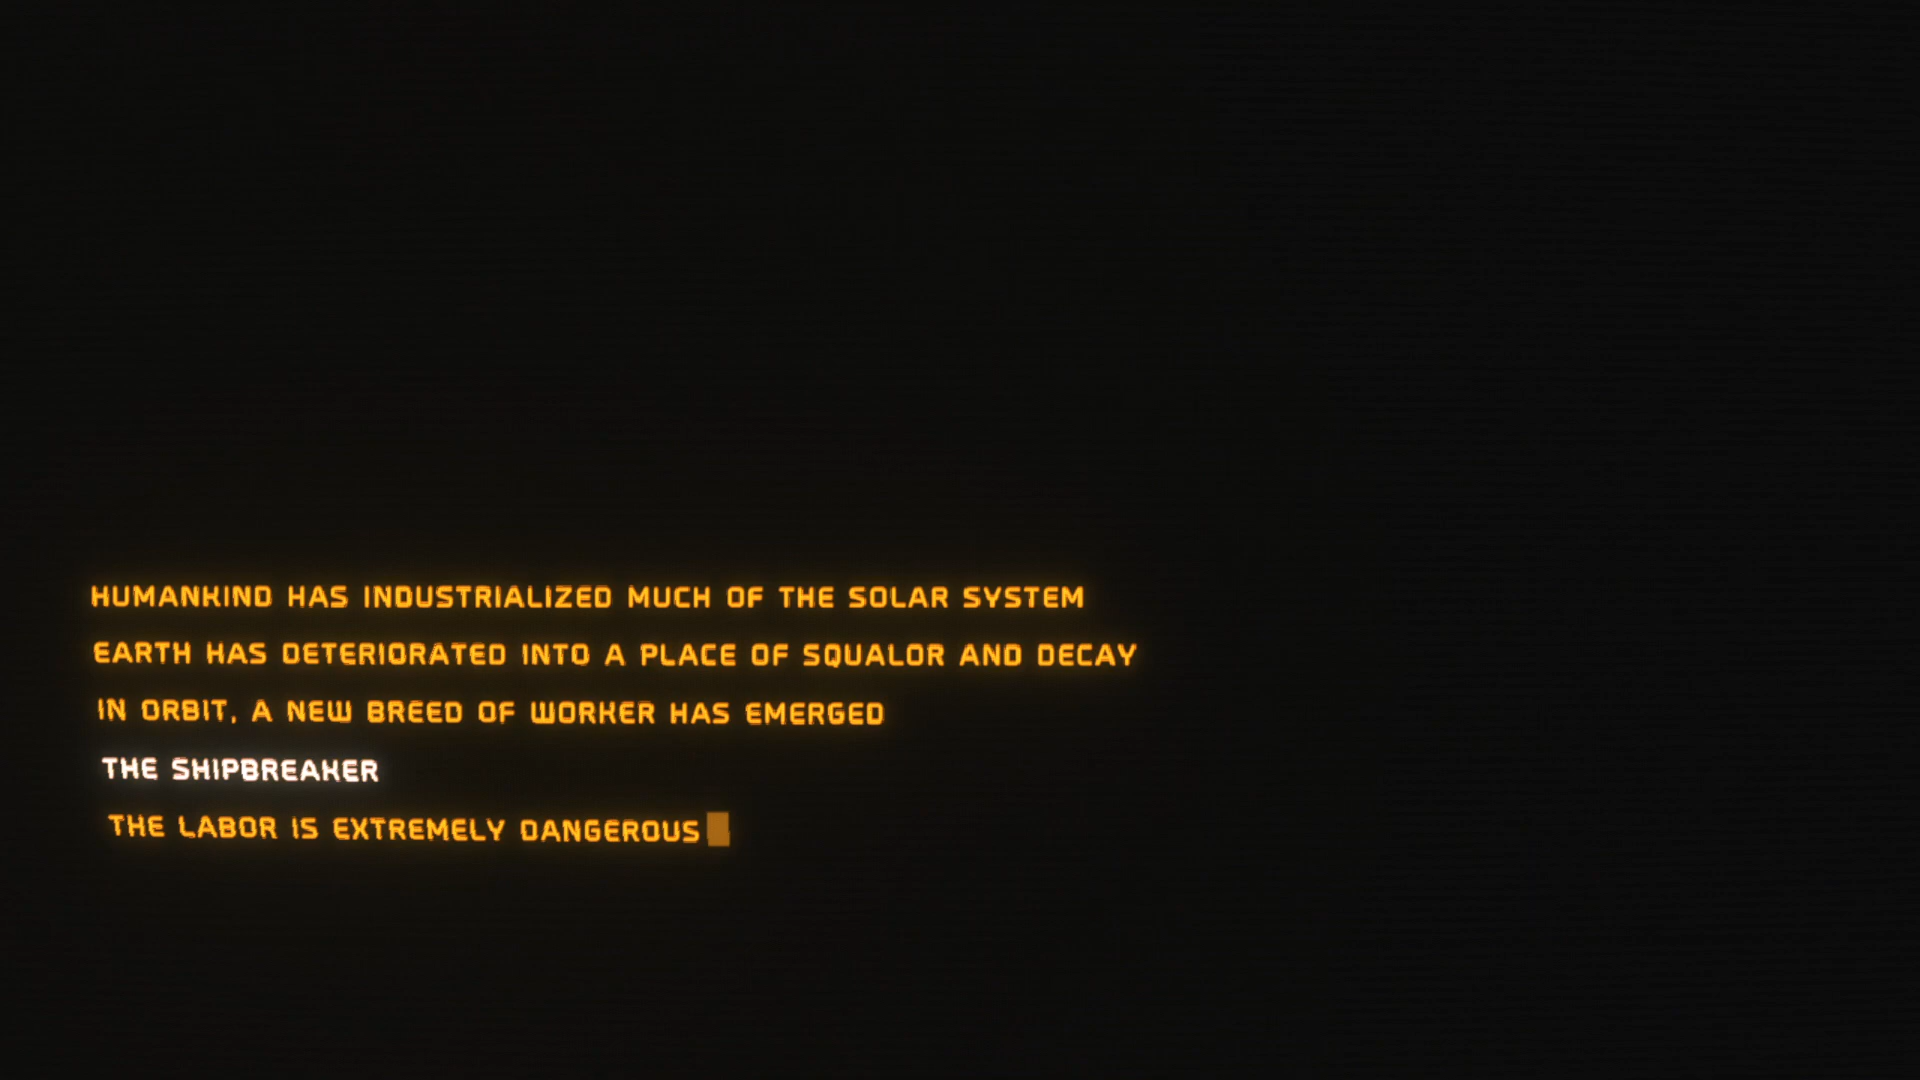 HUMANKIND HAS INDUSTRIALIZED MUCH OF THE SOLAR SYSTEM
EARTH HAS DETERIORATED INTO A PLACE OF SQUALOR AND DECAY
IN ORBIT, A NEW BREED OF WORKER HAS EMERGED
THE SHIPBREAKER
THE LABOR IS EXTREMELY DANGEROUS